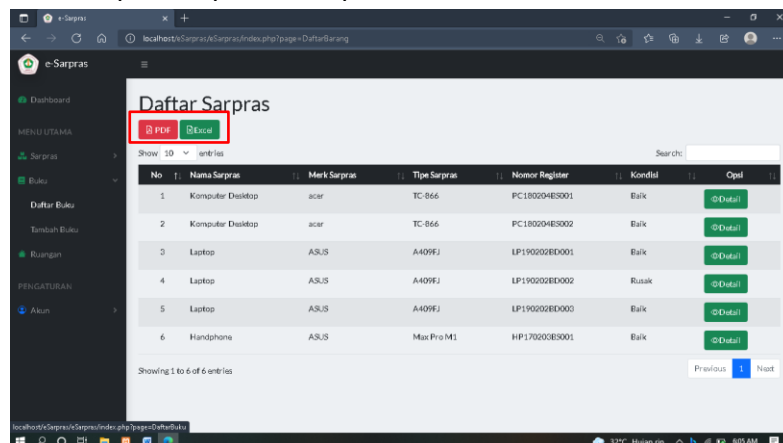 e-Sarpras
localhost/eSarpras/eSarpras/index.php?page=DaftarBarang
e-Sarpras
Dashboard
MENU UTAMA
Sarpras
Buku
Daftar Buku
Tambah Buku
Ruangan
PENGATURAN
Akun
Daftar Sarpras
PDF Excel
Show 10 entries Search:
No Nama Sarpras Merk Sarpras Tipe Sarpras Nomor Register Kondisi Opsi
1 Komputer Desktop acer TC-866 PC180204BS001 Baik Detail
2 Komputer Desktop acer TC-866 PC180204BS002 Baik Detail
3 Laptop ASUS A409FJ LP190202BD001 Baik Detail
4 Laptop ASUS A409FJ LP190202BD002 Rusak Detail
5 Laptop ASUS A409FJ LP190202BD003 Baik Detail
6 Handphone ASUS Max Pro M1 HP170203BS001 Baik Detail
Showing 1 to 6 of 6 entries Previous 1 Next
localhost/eSarpras/eSarpras/index.php?page=DaftarBuku
32°C Hujan rin 9:05 AM